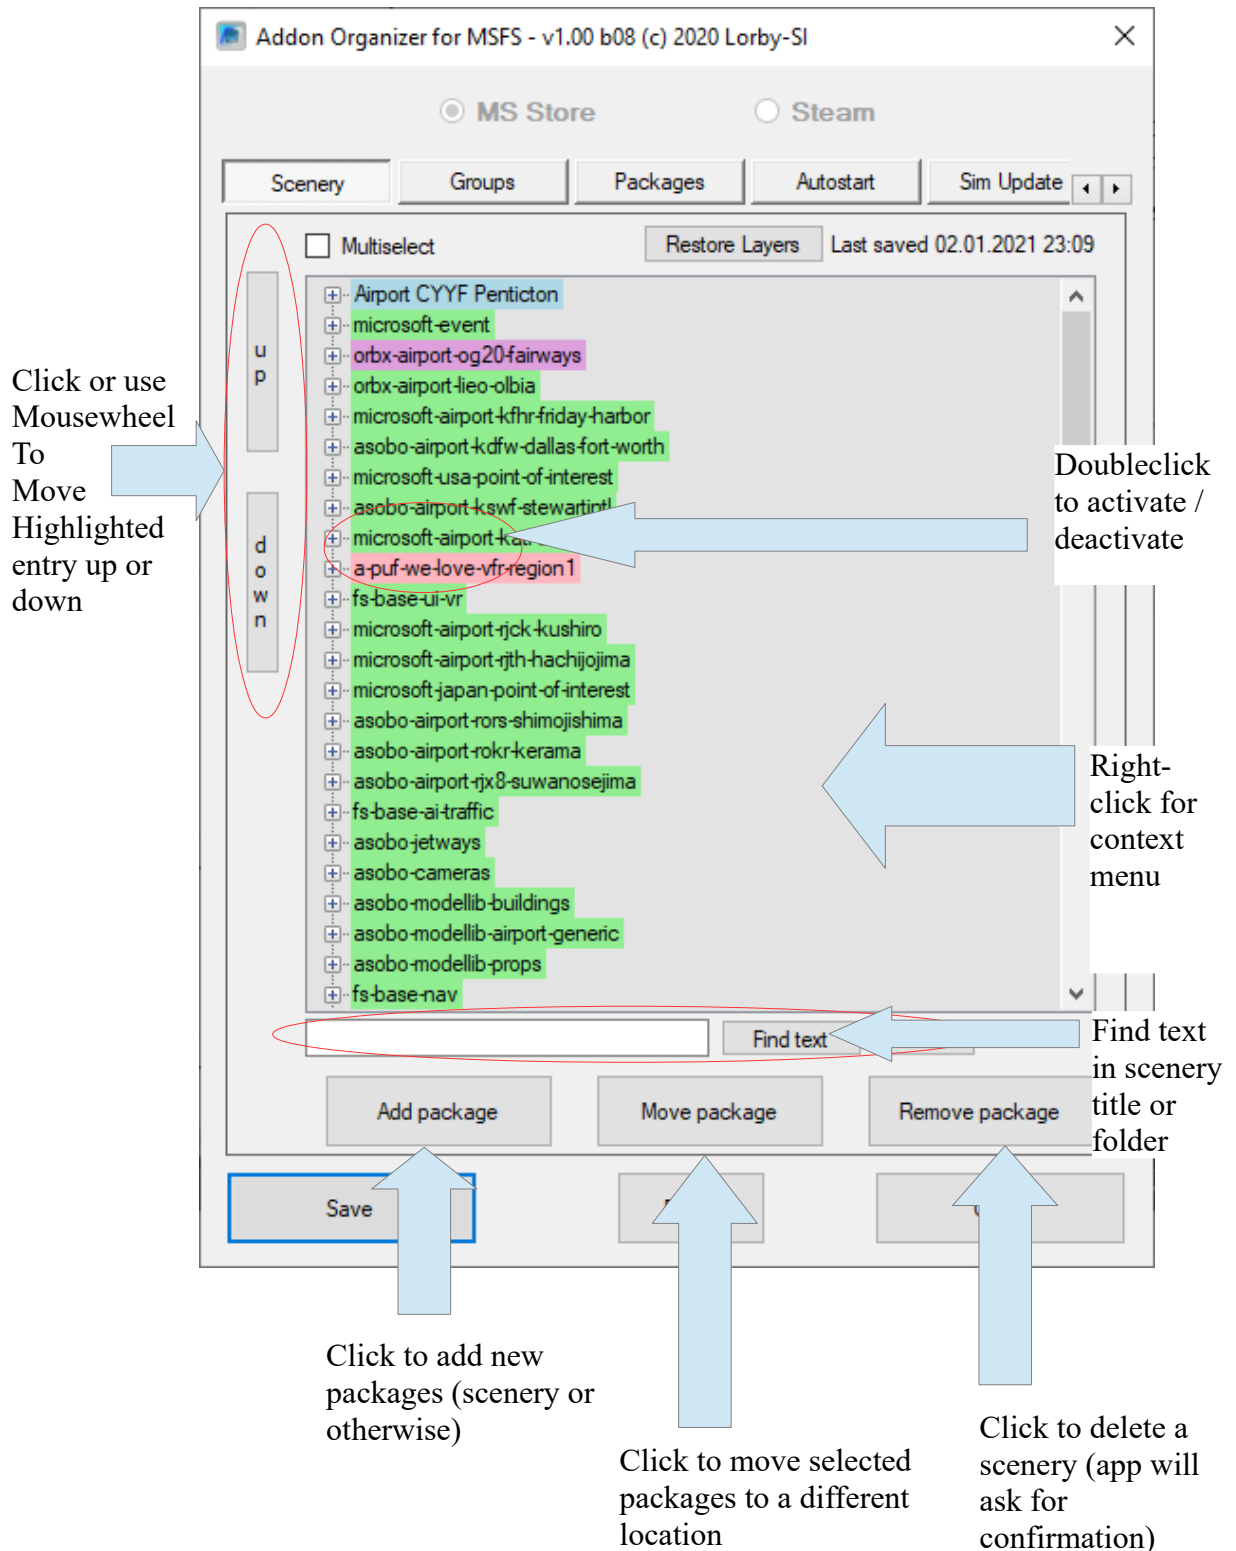 Addon Organizer for MSFS - v1.00 b08 (c) 2020 Lorby-SI
MS Store
Steam
Scenery
Groups
Packages
Autostart
Sim Update
Multiselect
Restore Layers
Last saved 02.01.2021 23:09
up
down
Airport CYYF Penticton
microsoft-event
orbx-airport-og20-fairways
orbx-airport-lieo-olbia
microsoft-airport-kfhr-friday-harbor
asobo-airport-kdfw-dallas-fort-worth
microsoft-usa-point-of-interest
asobo-airport-kswf-stewartintl
microsoft-airport-
a-puf-we-love-vfr-region1
fs-base-ui-vr
microsoft-airport-rjck-kushiro
microsoft-airport-rjth-hachijojima
microsoft-japan-point-of-interest
asobo-airport-rors-shimojishima
asobo-airport-rokr-kerama
asobo-airport-rjx8-suwanosejima
fs-base-ai-traffic
asobo-jetways
asobo-cameras
asobo-modellib-buildings
asobo-modellib-airport-generic
asobo-modellib-props
fs-base-nav
Find text
Add package
Move package
Remove package
Save
Click or use
Mousewheel
To
Move
Highlighted
entry up or
down
Doubleclick
to activate /
deactivate
Right-
click for
context
menu
Find text
in scenery
title or
folder
Click to add new
packages (scenery or
otherwise)
Click to move selected
packages to a different
location
Click to delete a
scenery (app will
ask for
confirmation)